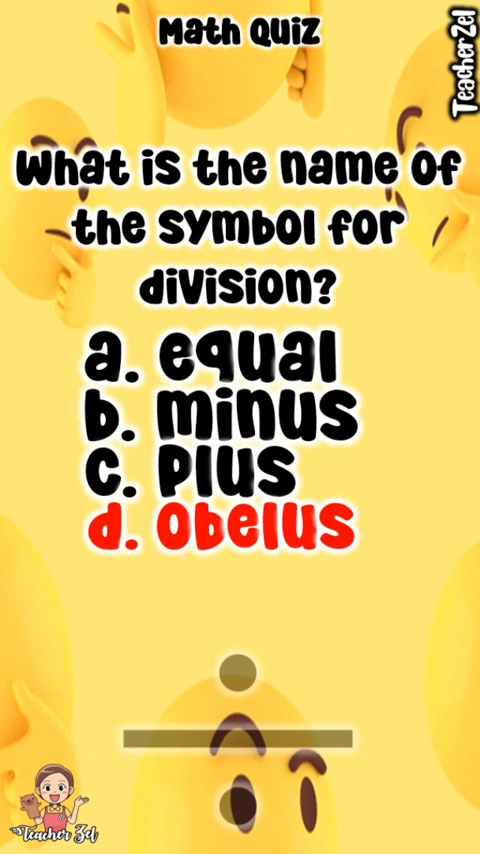 Math Quiz
TeacherZel
What is the name of
the symbol for
division?
a. equal
b. minus
c. plus
d. Obelus
Teacher Zel